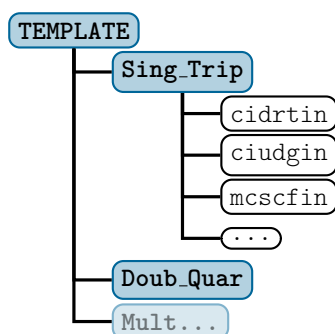 TEMPLATE
Sing_Trip
cidrtin
ciudgin
mcscfin
...
Doub_Quar
Mult...